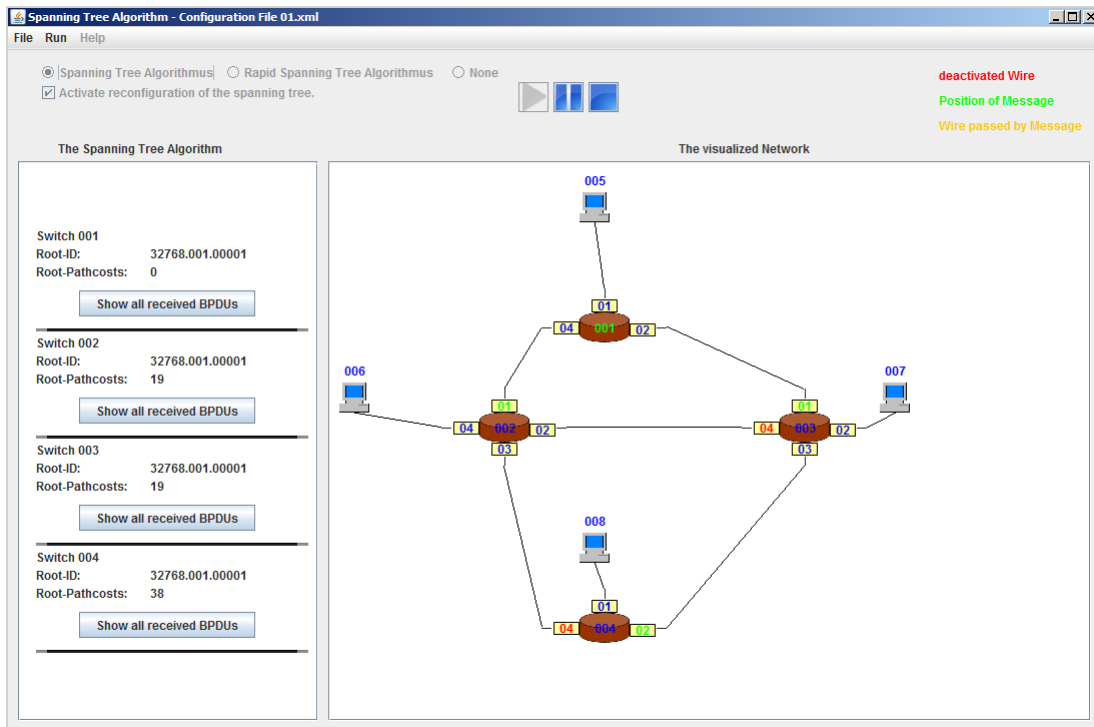 Spanning Tree Algorithm - Configuration File 01.xml
File Run Help
Spanning Tree Algorithmus Rapid Spanning Tree Algorithmus None
Activate reconfiguration of the spanning tree.
deactivated Wire
Position of Message
Wire passed by Message
The Spanning Tree Algorithm
Switch 001
Root-ID: 32768.001.00001
Root-Pathcosts: 0
Show all received BPDUs
Switch 002
Root-ID: 32768.001.00001
Root-Pathcosts: 19
Show all received BPDUs
Switch 003
Root-ID: 32768.001.00001
Root-Pathcosts: 19
Show all received BPDUs
Switch 004
Root-ID: 32768.001.00001
Root-Pathcosts: 38
Show all received BPDUs
The visualized Network
005
01
04 001 02
006
007
01
01
04 002 02
04 003 02
03
03
008
01
04 004 02